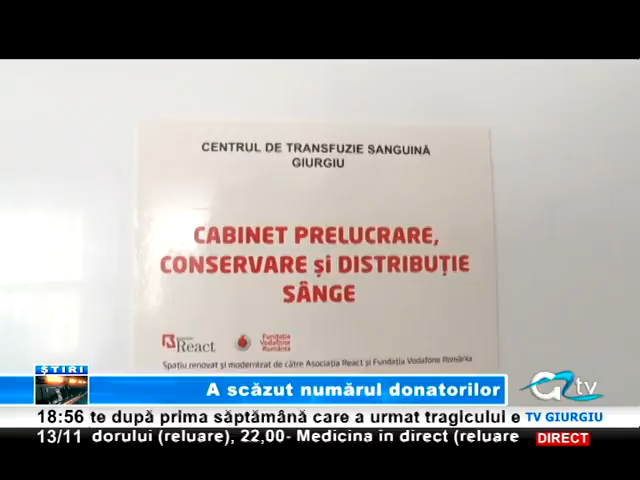 CENTRUL DE TRANSFUZIE SANGUINĂ
GIURGIU
CABINET PRELUCRARE,
CONSERVARE și DISTRIBUȚIE
SÂNGE
React
Fundația
Vodafone
România
Spațiu renovat și modernizat de către Asociația React și Fundația Vodafone România
ȘTIRI
A scăzut numărul donatorilor
G2tv
18:56 te după prima săptămână care a urmat tragicului e TV GIURGIU
13/11 dorului (reluare), 22,00- Medicina in direct (reluare DIRECT